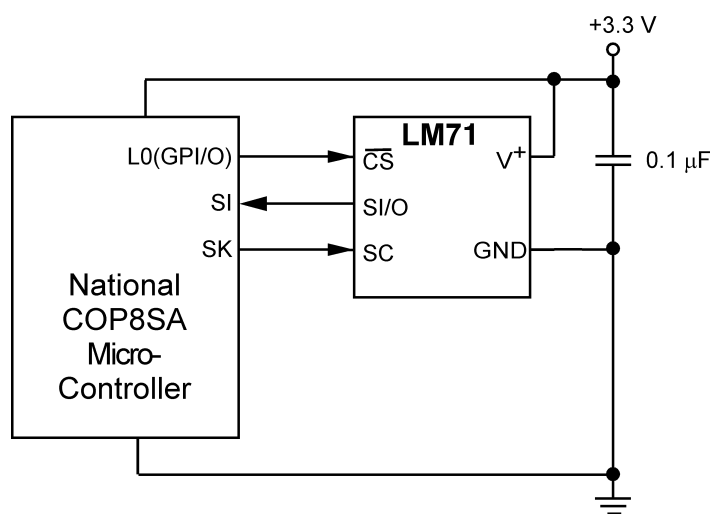 +3.3 V
LM71
L0(GPI/O)
CS
V+
0.1 μF
SI
SI/O
SK
SC
GND
National
COP8SA
Micro-
Controller